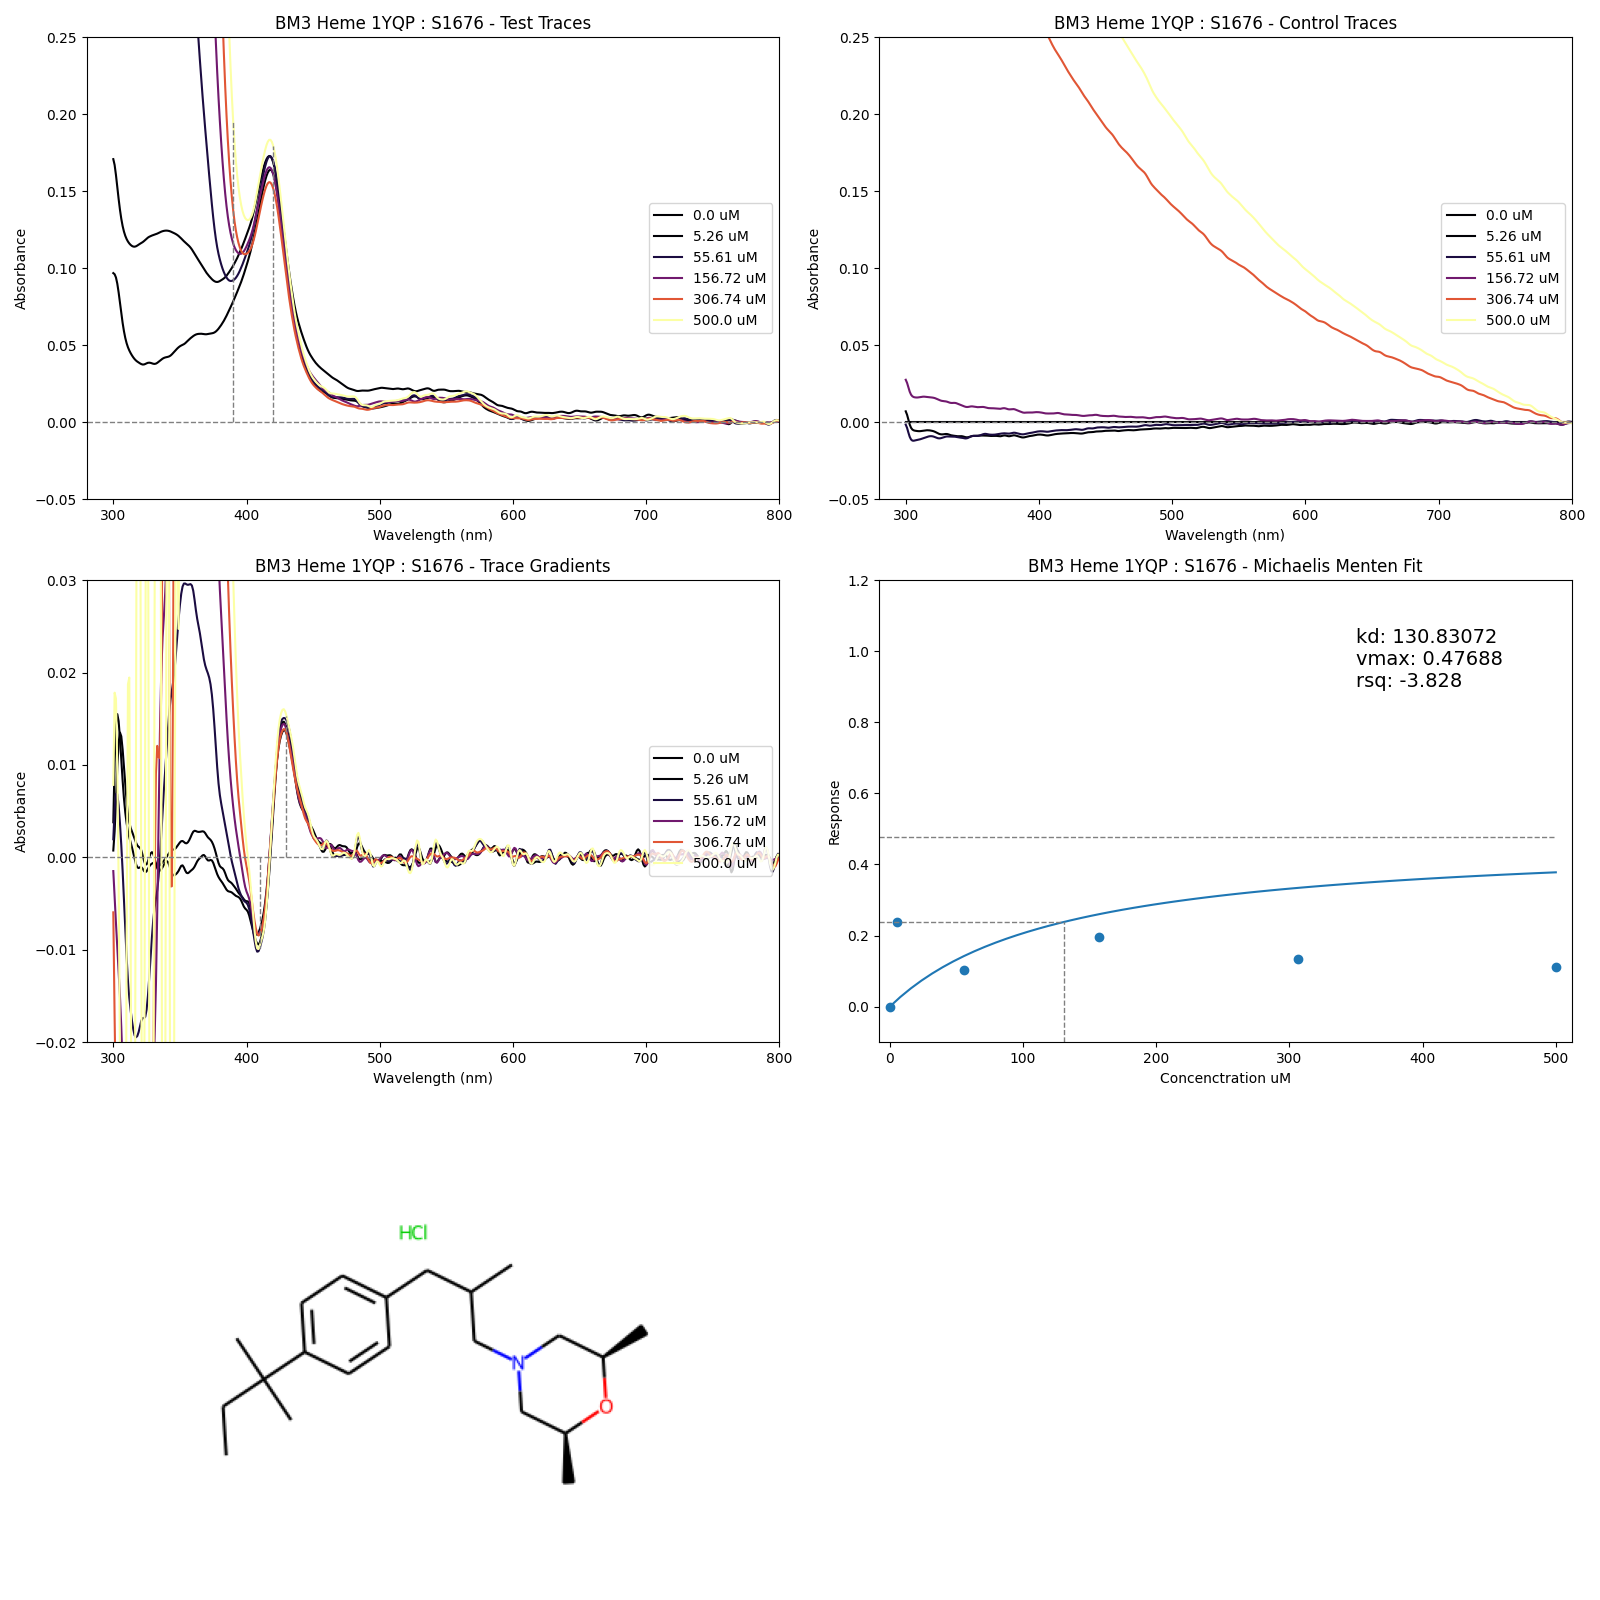 BM3 Heme 1YQP : S1676 - Test Traces
0.25
0.20
0.15
0.10
0.05
0.00
−0.05
Absorbance
300
400
500
600
700
800
Wavelength (nm)
0.0 uM
5.26 uM
55.61 uM
156.72 uM
306.74 uM
500.0 uM
BM3 Heme 1YQP : S1676 - Control Traces
0.25
0.20
0.15
0.10
0.05
0.00
−0.05
Absorbance
300
400
500
600
700
800
Wavelength (nm)
0.0 uM
5.26 uM
55.61 uM
156.72 uM
306.74 uM
500.0 uM
BM3 Heme 1YQP : S1676 - Trace Gradients
0.03
0.02
0.01
0.00
−0.01
−0.02
Absorbance
300
400
500
600
700
800
Wavelength (nm)
0.0 uM
5.26 uM
55.61 uM
156.72 uM
306.74 uM
500.0 uM
BM3 Heme 1YQP : S1676 - Michaelis Menten Fit
1.2
1.0
0.8
0.6
0.4
0.2
0.0
Response
0
100
200
300
400
500
Concenctration uM
kd: 130.83072
vmax: 0.47688
rsq: -3.828
HCl
N
O